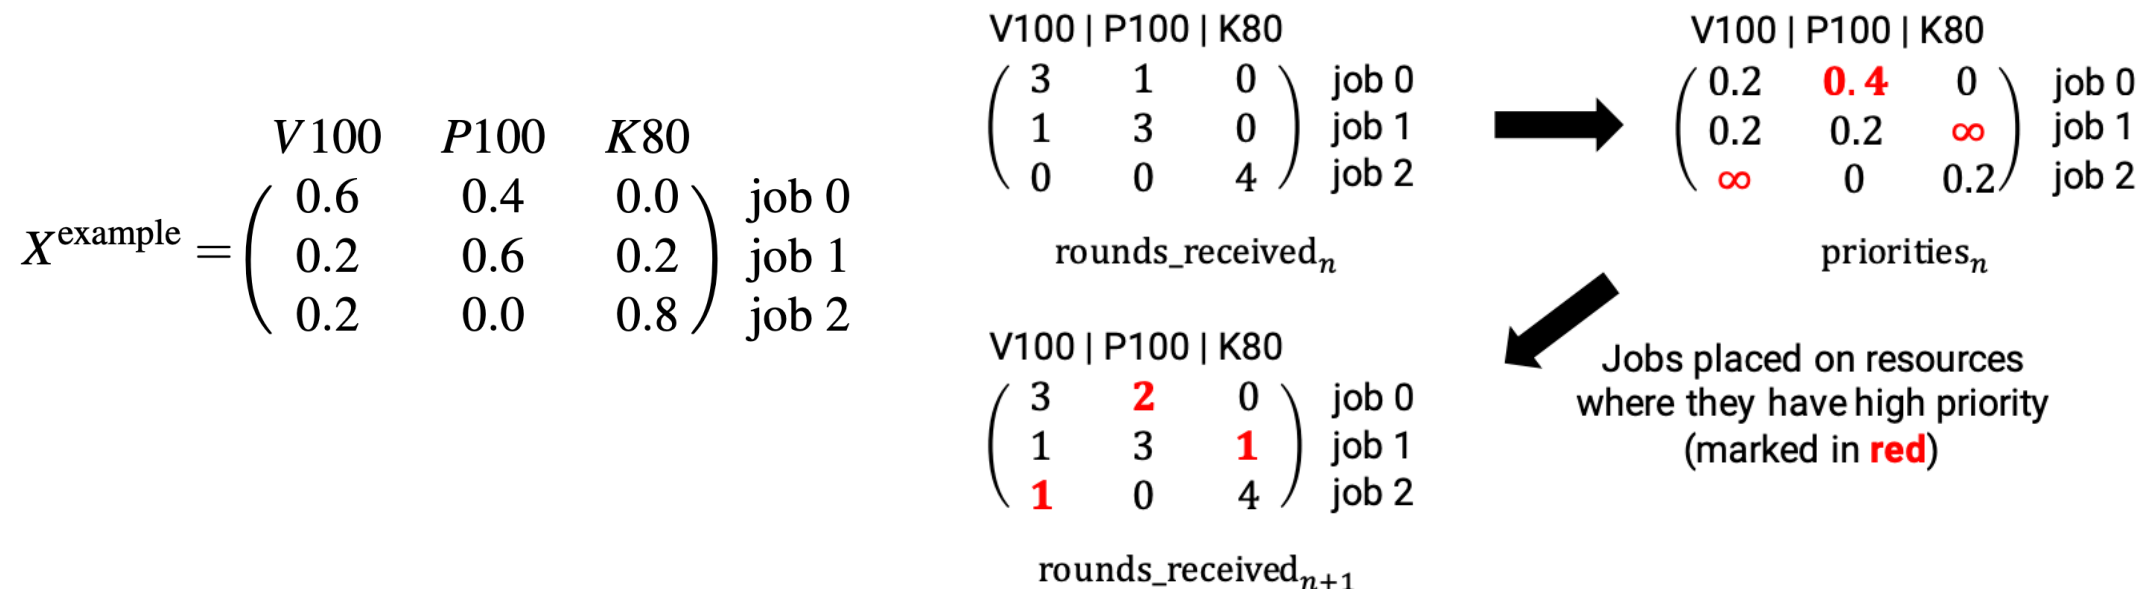 V100 P100 K80
X^example =
0.6 0.4 0.0 job 0
0.2 0.6 0.2 job 1
0.2 0.0 0.8 job 2
V100 | P100 | K80
3 1 0 job 0
1 3 0 job 1
0 0 4 job 2
rounds_received_n
V100 | P100 | K80
0.2 0.4 0 job 0
0.2 0.2 ∞ job 1
∞ 0 0.2 job 2
priorities_n
V100 | P100 | K80
3 2 0 job 0
1 3 1 job 1
1 0 4 job 2
rounds_received_n+1
Jobs placed on resources
where they have high priority
(marked in red)